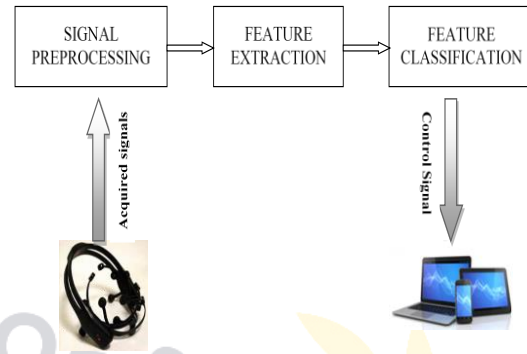 SIGNAL
PREPROCESSING
FEATURE
EXTRACTION
FEATURE
CLASSIFICATION
Acquired signals
Control Signal